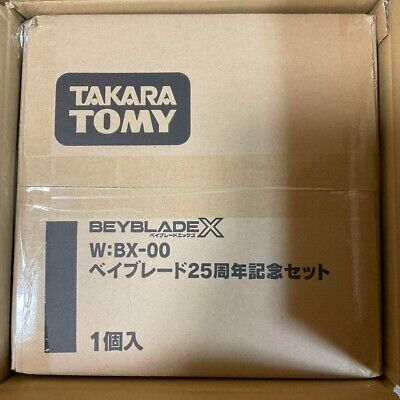 TAKARA
TOMY
BEYBLADE X
ベイブレードエックス
W:BX-00
ベイブレード25周年記念セット
1個入